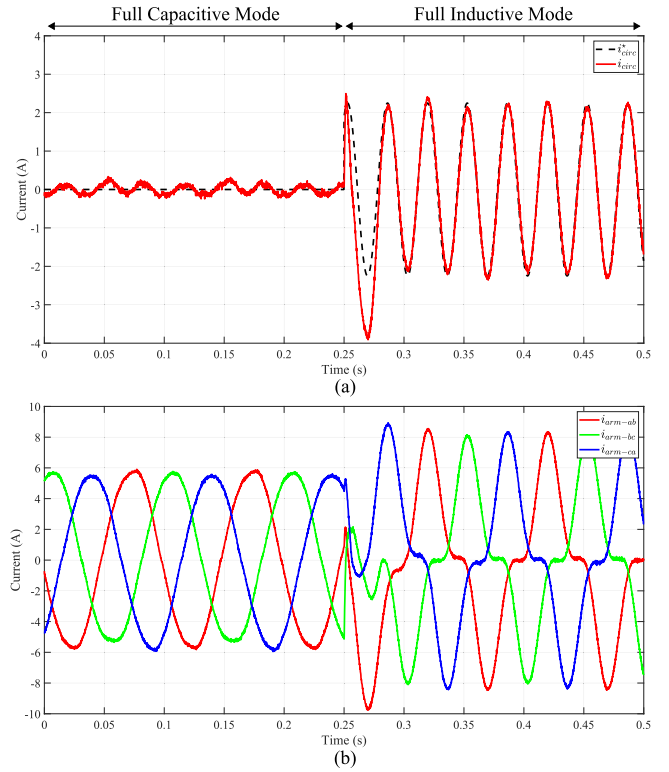 Full Capacitive Mode Full Inductive Mode
4
3
2
1
0
-1
-2
-3
-4
Current (A)
i*circ
icirc
0 0.05 0.1 0.15 0.2 0.25 0.3 0.35 0.4 0.45 0.5
Time (s)
(a)
10
8
6
4
2
0
-2
-4
-6
-8
-10
Current (A)
iarm-ab
iarm-bc
iarm-ca
0 0.05 0.1 0.15 0.2 0.25 0.3 0.35 0.4 0.45 0.5
Time (s)
(b)